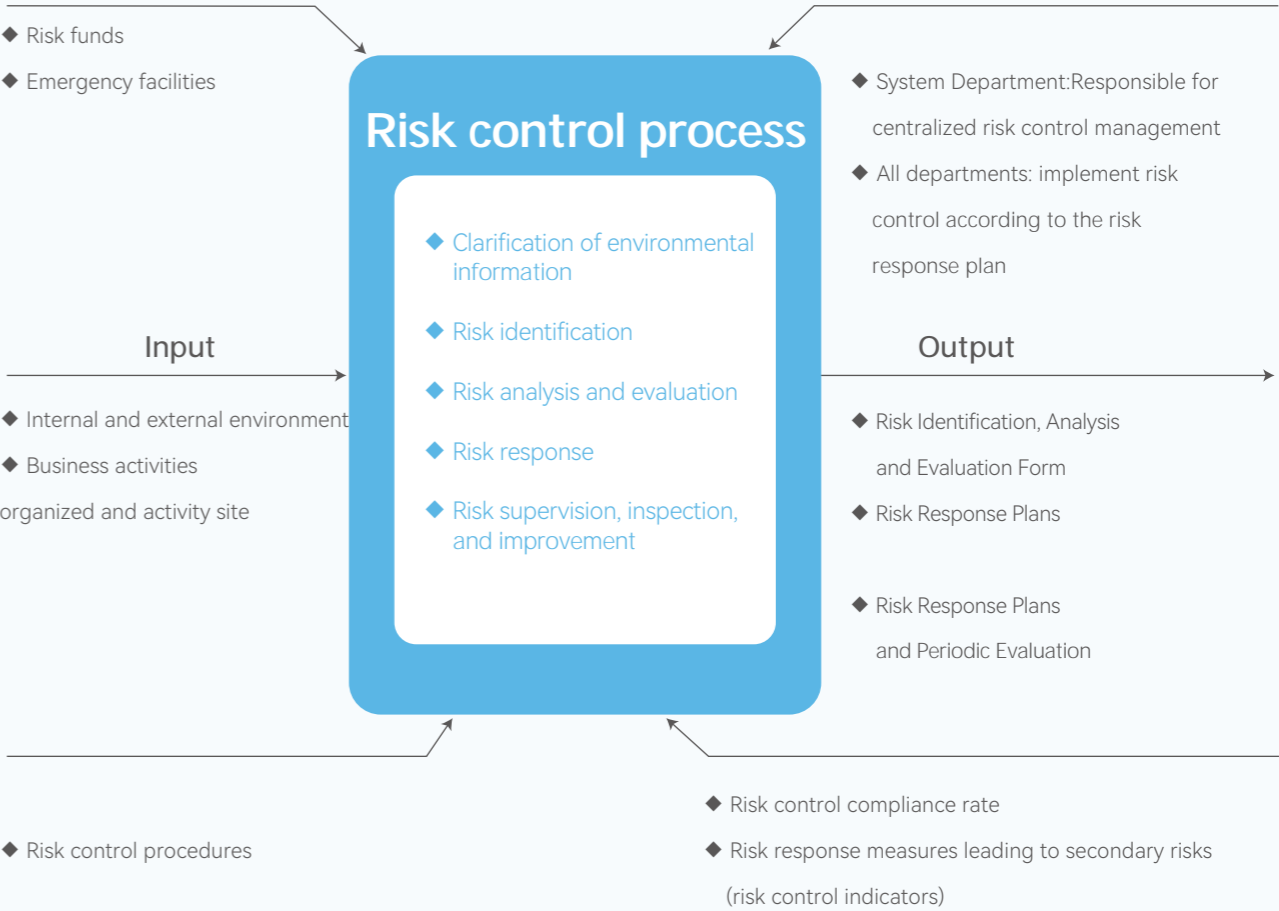 ◆ Risk funds
◆ Emergency facilities
Risk control process
◆ Clarification of environmental
information
◆ Risk identification
◆ Risk analysis and evaluation
◆ Risk response
◆ Risk supervision, inspection,
and improvement
◆ System Department:Responsible for
centralized risk control management
◆ All departments: implement risk
control according to the risk
response plan
Input
◆ Internal and external environment
◆ Business activities
organized and activity site
Output
◆ Risk Identification, Analysis
and Evaluation Form
◆ Risk Response Plans
◆ Risk Response Plans
and Periodic Evaluation
◆ Risk control procedures
◆ Risk control compliance rate
◆ Risk response measures leading to secondary risks
(risk control indicators)